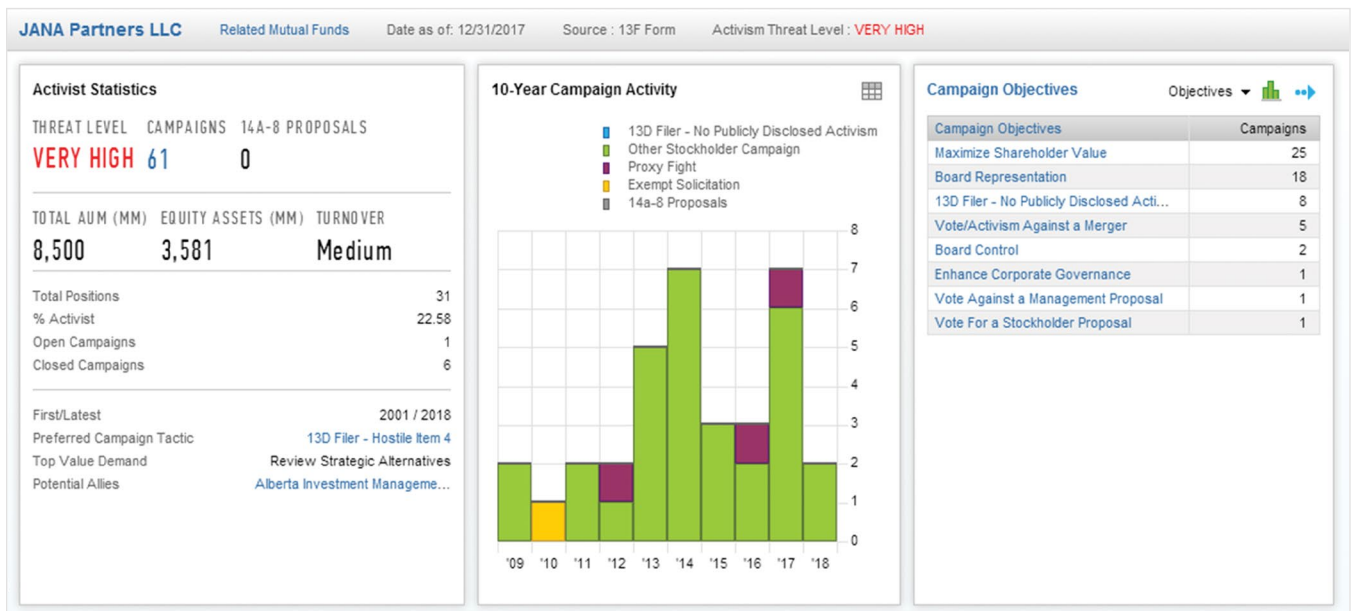 JANA Partners LLC Related Mutual Funds Date as of: 12/31/2017 Source : 13F Form Activism Threat Level : VERY HIGH
Activist Statistics
THREAT LEVEL CAMPAIGNS 14A-8 PROPOSALS
VERY HIGH 61 0
TOTAL AUM (MM) EQUITY ASSETS (MM) TURNOVER
8,500 3,581 Medium
Total Positions 31
% Activist 22.58
Open Campaigns 1
Closed Campaigns 6
First/Latest 2001 / 2018
Preferred Campaign Tactic 13D Filer - Hostile Item 4
Top Value Demand Review Strategic Alternatives
Potential Allies Alberta Investment Manageme...
10-Year Campaign Activity
13D Filer - No Publicly Disclosed Activism
Other Stockholder Campaign
Proxy Fight
Exempt Solicitation
14a-8 Proposals
8
7
6
5
4
3
2
1
0
'09 '10 '11 '12 '13 '14 '15 '16 '17 '18
Campaign Objectives Objectives
Campaign Objectives Campaigns
Maximize Shareholder Value 25
Board Representation 18
13D Filer - No Publicly Disclosed Acti... 8
Vote/Activism Against a Merger 5
Board Control 2
Enhance Corporate Governance 1
Vote Against a Management Proposal 1
Vote For a Stockholder Proposal 1